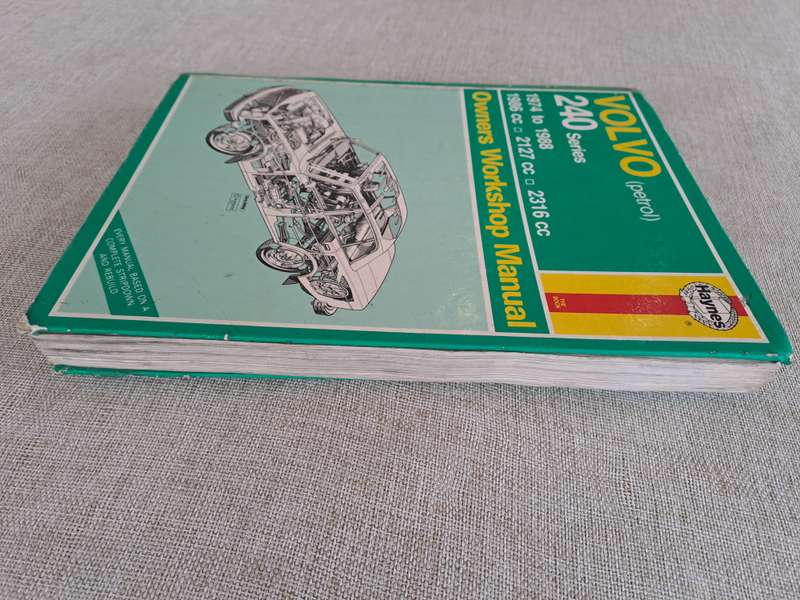 VOLVO (petrol)
240 Series
1974 to 1988
1986 cc □ 2127 cc □ 2316 cc
Owners Workshop Manual
Haynes
®
THE
BOOK
EVERY MANUAL BASED ON A
COMPLETE STRIPDOWN
AND REBUILD